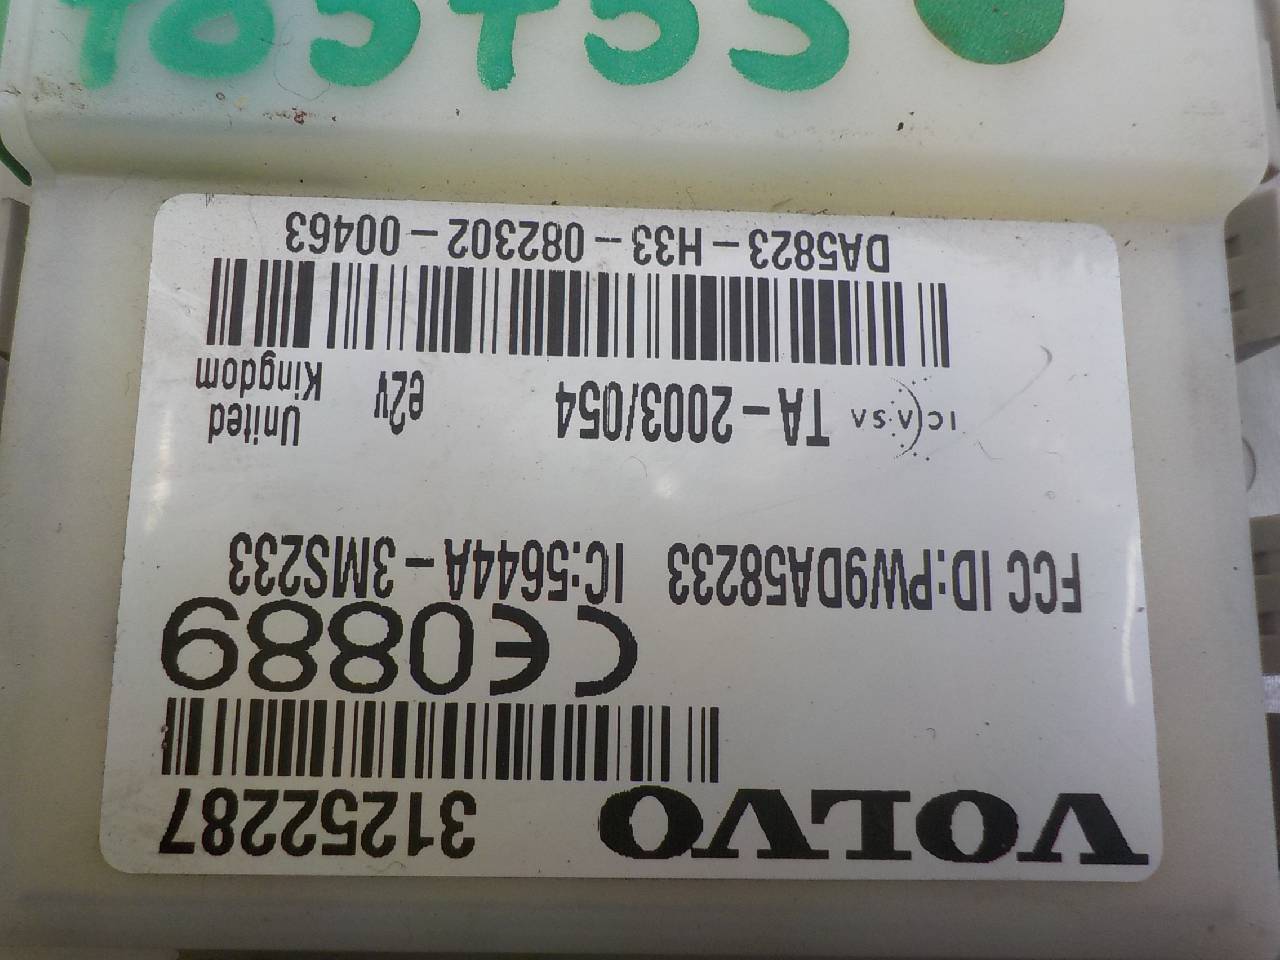 VOLVO 31252287
CE0889
FCC ID:PW9DA58233 IC:5644A-3MS233
ICASA TA-2003/054 e2v United Kingdom
DA5823-H33-082302-00463